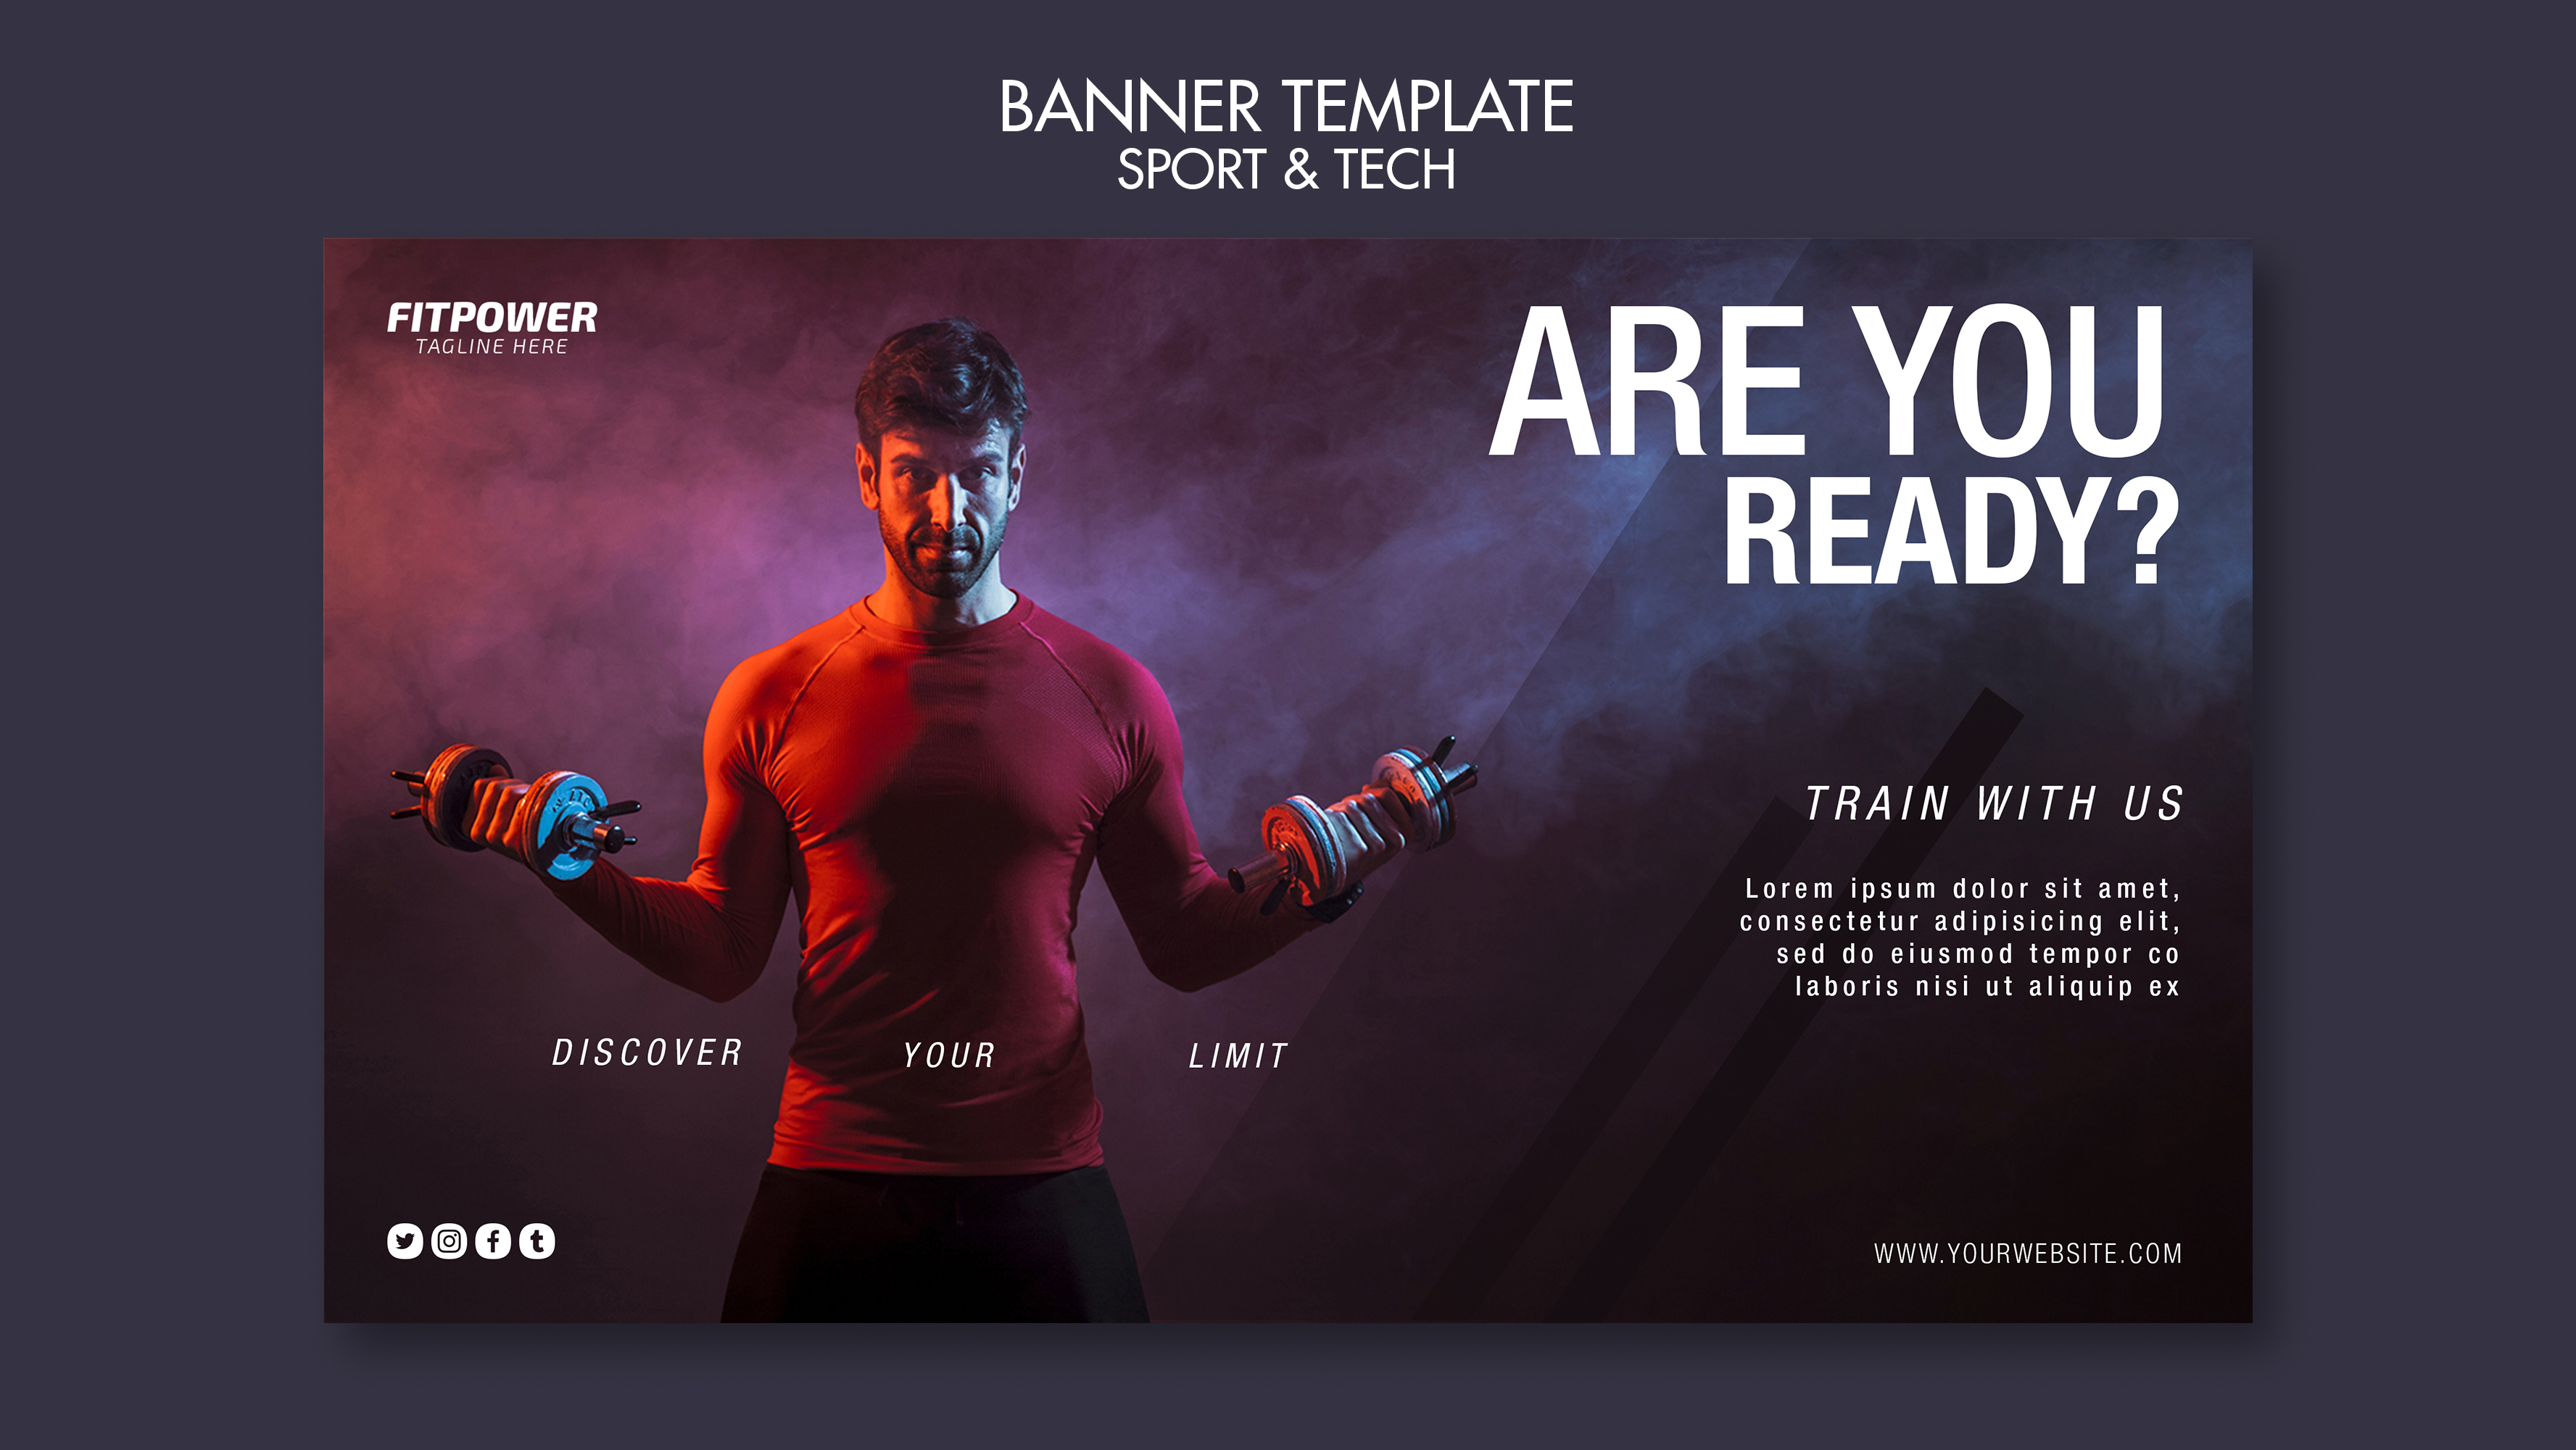 BANNER TEMPLATE
SPORT & TECH
FITPOWER
TAGLINE HERE
ARE YOU
READY?
TRAIN WITH US
Lorem ipsum dolor sit amet,
consectetur adipisicing elit,
sed do eiusmod tempor co
laboris nisi ut aliquip ex
DISCOVER YOUR LIMIT
WWW.YOURWEBSITE.COM